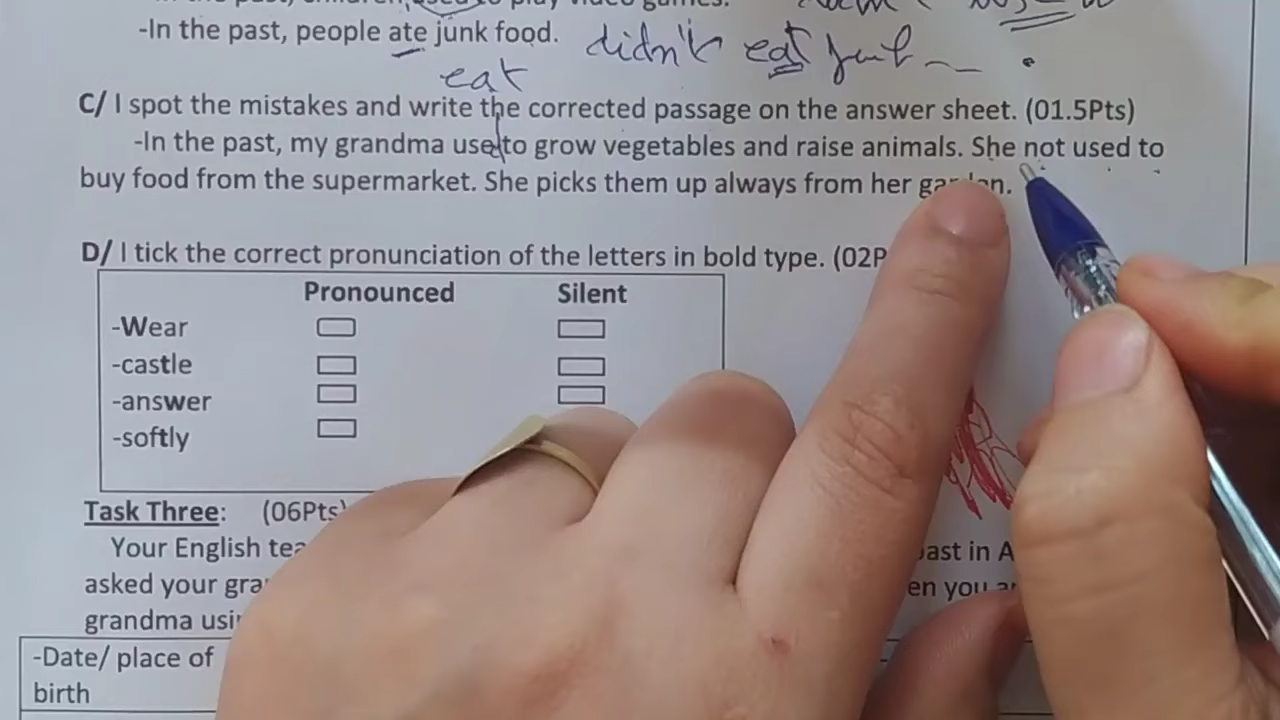 -In the past, people ate junk food. didn't eat
eat
C/ I spot the mistakes and write the corrected passage on the answer sheet. (01.5Pts)
-In the past, my grandma used to grow vegetables and raise animals. She not used to
buy food from the supermarket. She picks them up always from her garden.
D/ I tick the correct pronunciation of the letters in bold type. (02P
Pronounced Silent
-Wear
-castle
-answer
-softly
Task Three: (06Pts)
Your English tea ast in A
asked your gra en you
grandma usi
-Date/ place of
birth